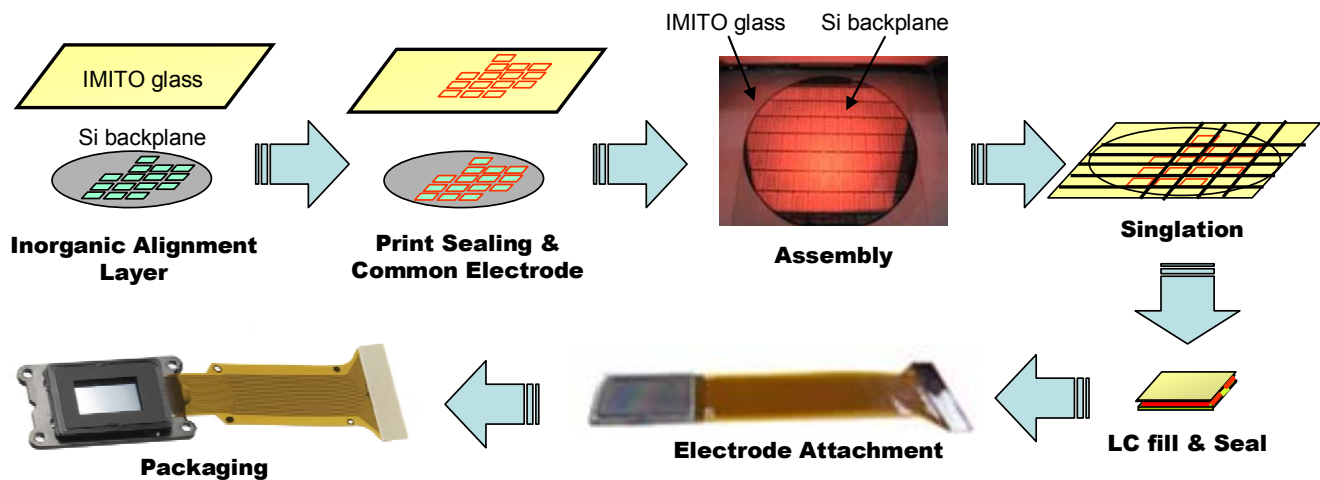 IMITO glass
Si backplane
IMITO glass
Si backplane
Inorganic Alignment
Layer
Print Sealing &
Common Electrode
Assembly
Singlation
Packaging
Electrode Attachment
LC fill & Seal